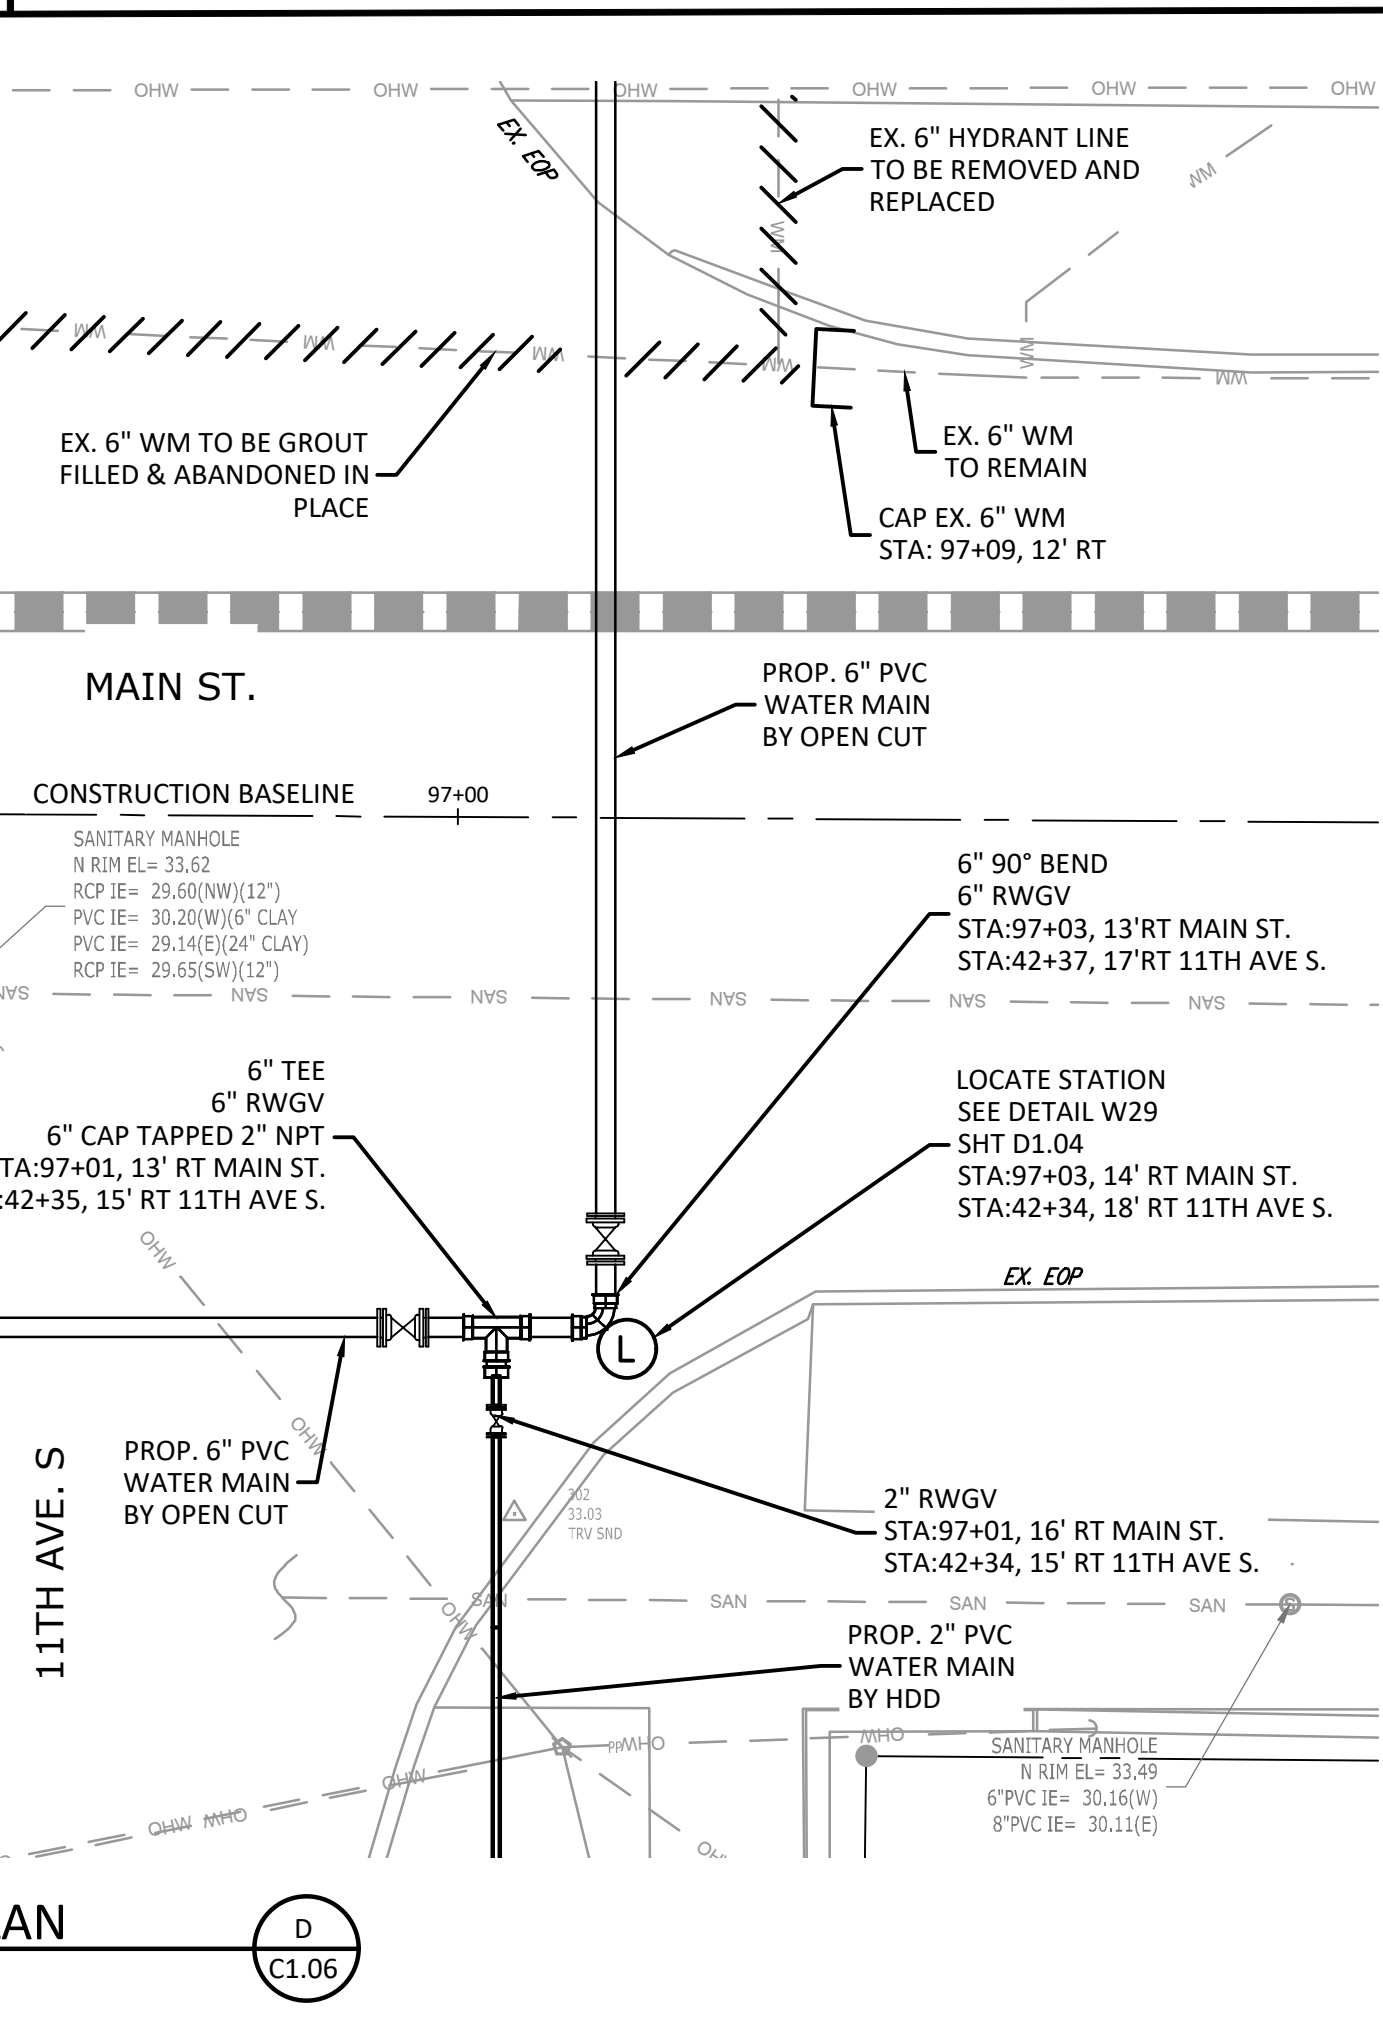 OHW OHW OHW OHW OHW OHW
EX. EOP
EX. 6" HYDRANT LINE
TO BE REMOVED AND
REPLACED
WM
WM
WM WM WM WM WM WM
EX. 6" WM TO BE GROUT
FILLED & ABANDONED IN
PLACE
EX. 6" WM
TO REMAIN
CAP EX. 6" WM
STA: 97+09, 12' RT
MAIN ST.
PROP. 6" PVC
WATER MAIN
BY OPEN CUT
CONSTRUCTION BASELINE
97+00
SANITARY MANHOLE
N RIM EL= 33.62
RCP IE= 29.60(NW)(12")
PVC IE= 30.20(W)(6" CLAY
PVC IE= 29.14(E)(24" CLAY)
RCP IE= 29.65(SW)(12")
6" 90° BEND
6" RWGV
STA:97+03, 13'RT MAIN ST.
STA:42+37, 17'RT 11TH AVE S.
SAN SAN SAN SAN SAN SAN
6" TEE
6" RWGV
6" CAP TAPPED 2" NPT
TA:97+01, 13' RT MAIN ST.
:42+35, 15' RT 11TH AVE S.
LOCATE STATION
SEE DETAIL W29
SHT D1.04
STA:97+03, 14' RT MAIN ST.
STA:42+34, 18' RT 11TH AVE S.
OHW
EX. EOP
L
OHW
11TH AVE. S
PROP. 6" PVC
WATER MAIN
BY OPEN CUT
302
33.03
TRV SND
2" RWGV
STA:97+01, 16' RT MAIN ST.
STA:42+34, 15' RT 11TH AVE S.
SAN SAN SAN SAN S
OHW
PROP. 2" PVC
WATER MAIN
BY HDD
PP OHW OHW
SANITARY MANHOLE
N RIM EL= 33.49
6"PVC IE= 30.16(W)
8"PVC IE= 30.11(E)
OHW
OHW OHW
AN
D
C1.06